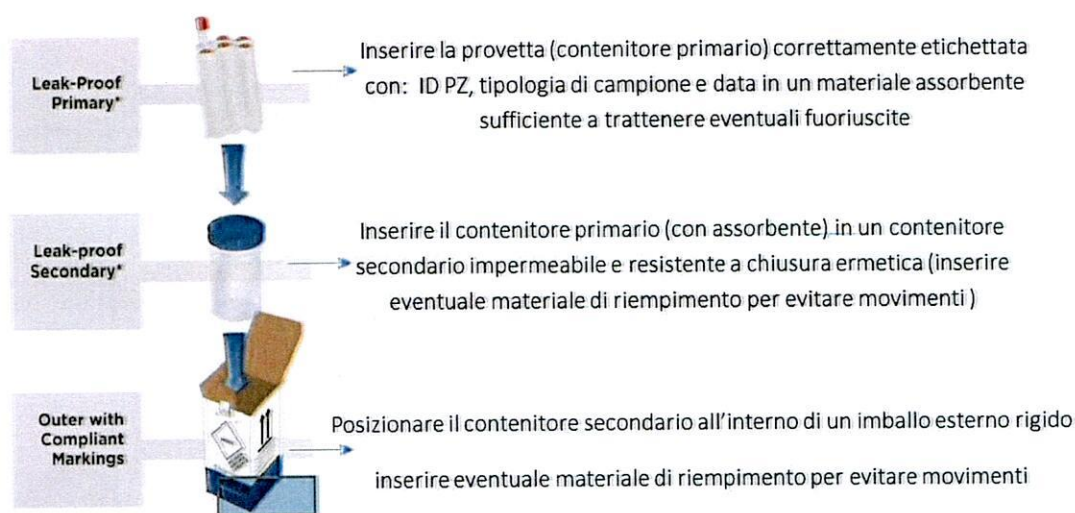 Leak-Proof
Primary*
Inserire la provetta (contenitore primario) correttamente etichettata
con: ID PZ, tipologia di campione e data in un materiale assorbente
sufficiente a trattenere eventuali fuoriuscite
Leak-proof
Secondary*
Inserire il contenitore primario (con assorbente) in un contenitore
secondario impermeabile e resistente a chiusura ermetica (inserire
eventuale materiale di riempimento per evitare movimenti )
Outer with
Compliant
Markings
Posizionare il contenitore secondario all'interno di un imballo esterno rigido
inserire eventuale materiale di riempimento per evitare movimenti